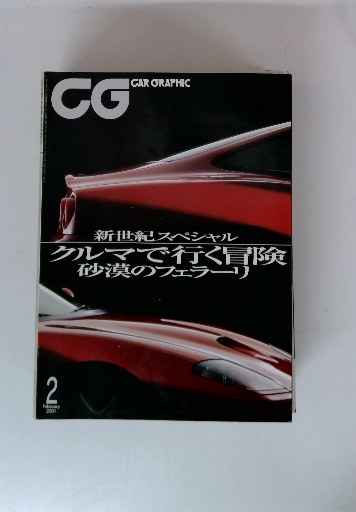 CG
CAR GRAPHIC
新世紀スペシャル
クルマで行く冒険
砂漠のフェラーリ
2
February
2001